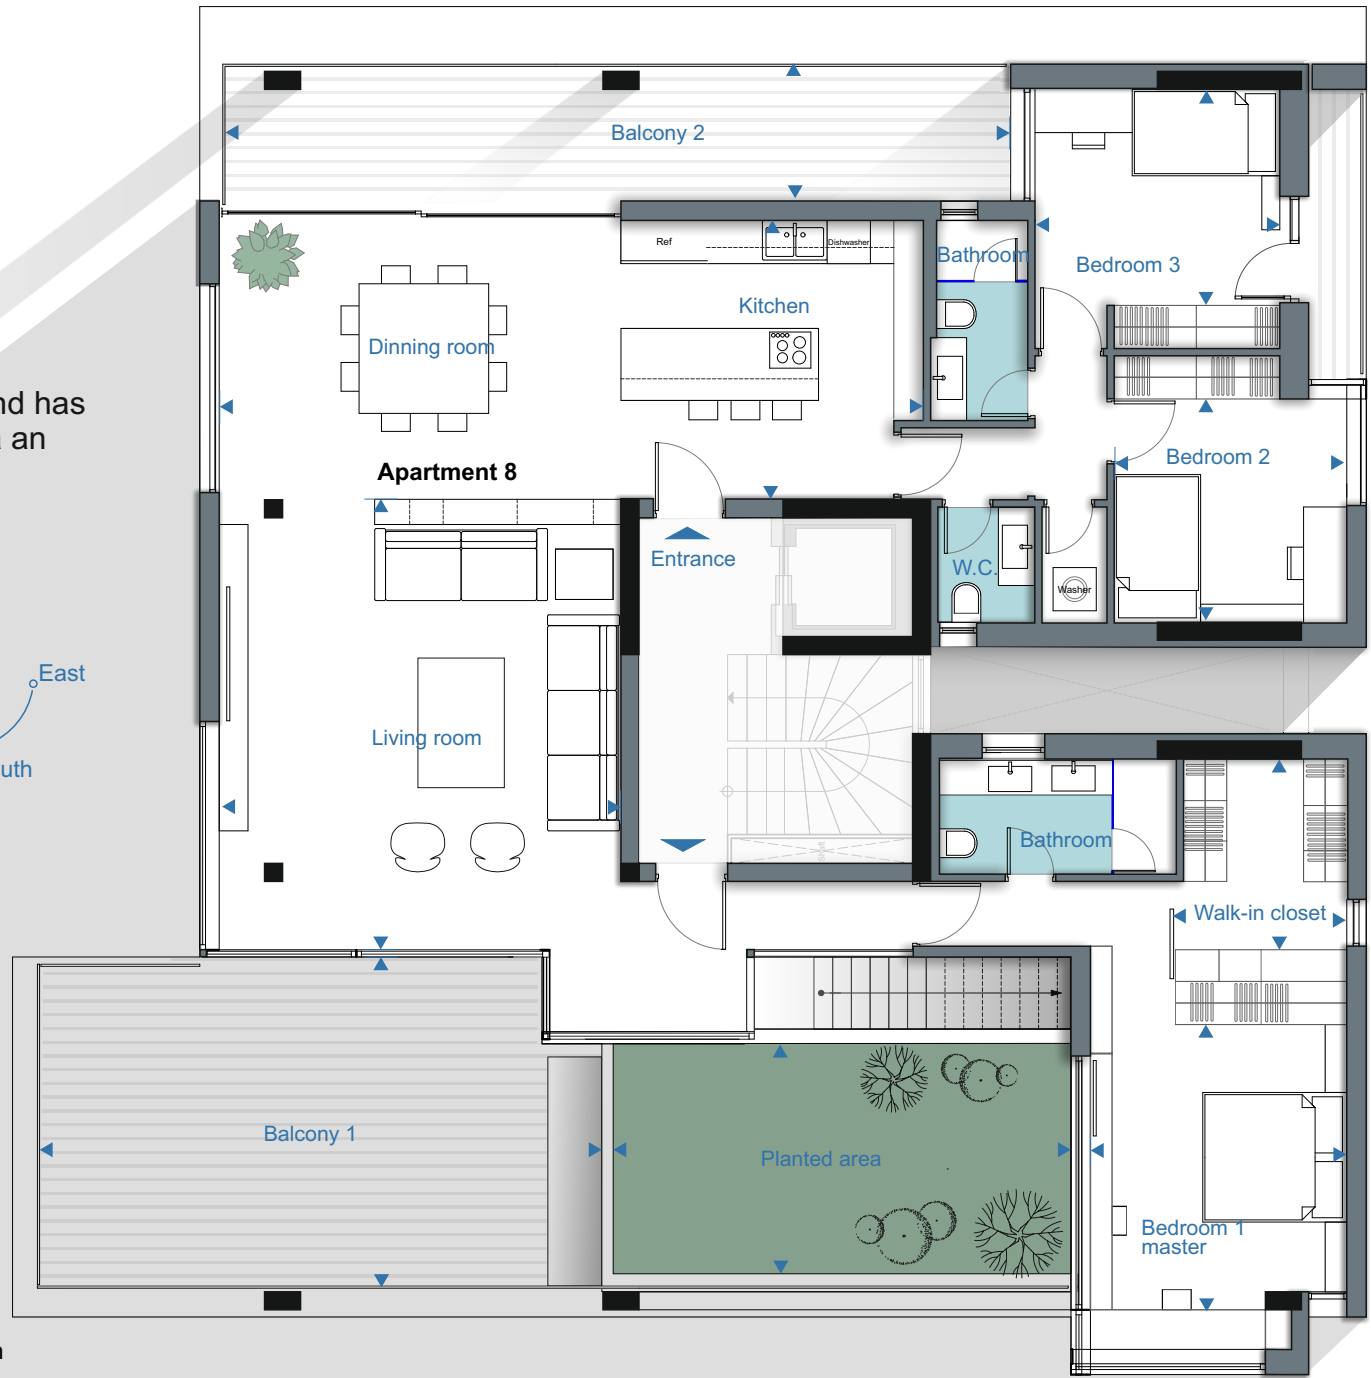 Balcony 2
Bathroom
Bedroom 3
Ref
Dishwasher
Kitchen
Dinning room
nd has
an
Apartment 8
Bedroom 2
Entrance
W.C.
Washer
East
Living room
uth
Bathroom
Shaft
Walk-in closet
Balcony 1
Planted area
Bedroom 1
master